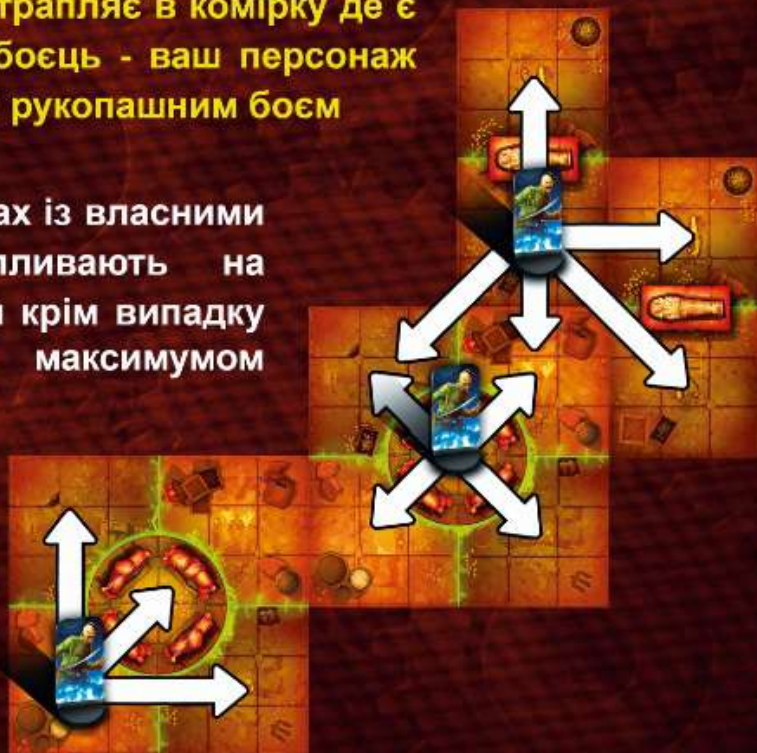 трапляє в комірку де є
боєць - ваш персонаж
рукопашним боєм
ах із власними
пливають на
крім випадку
максимумом